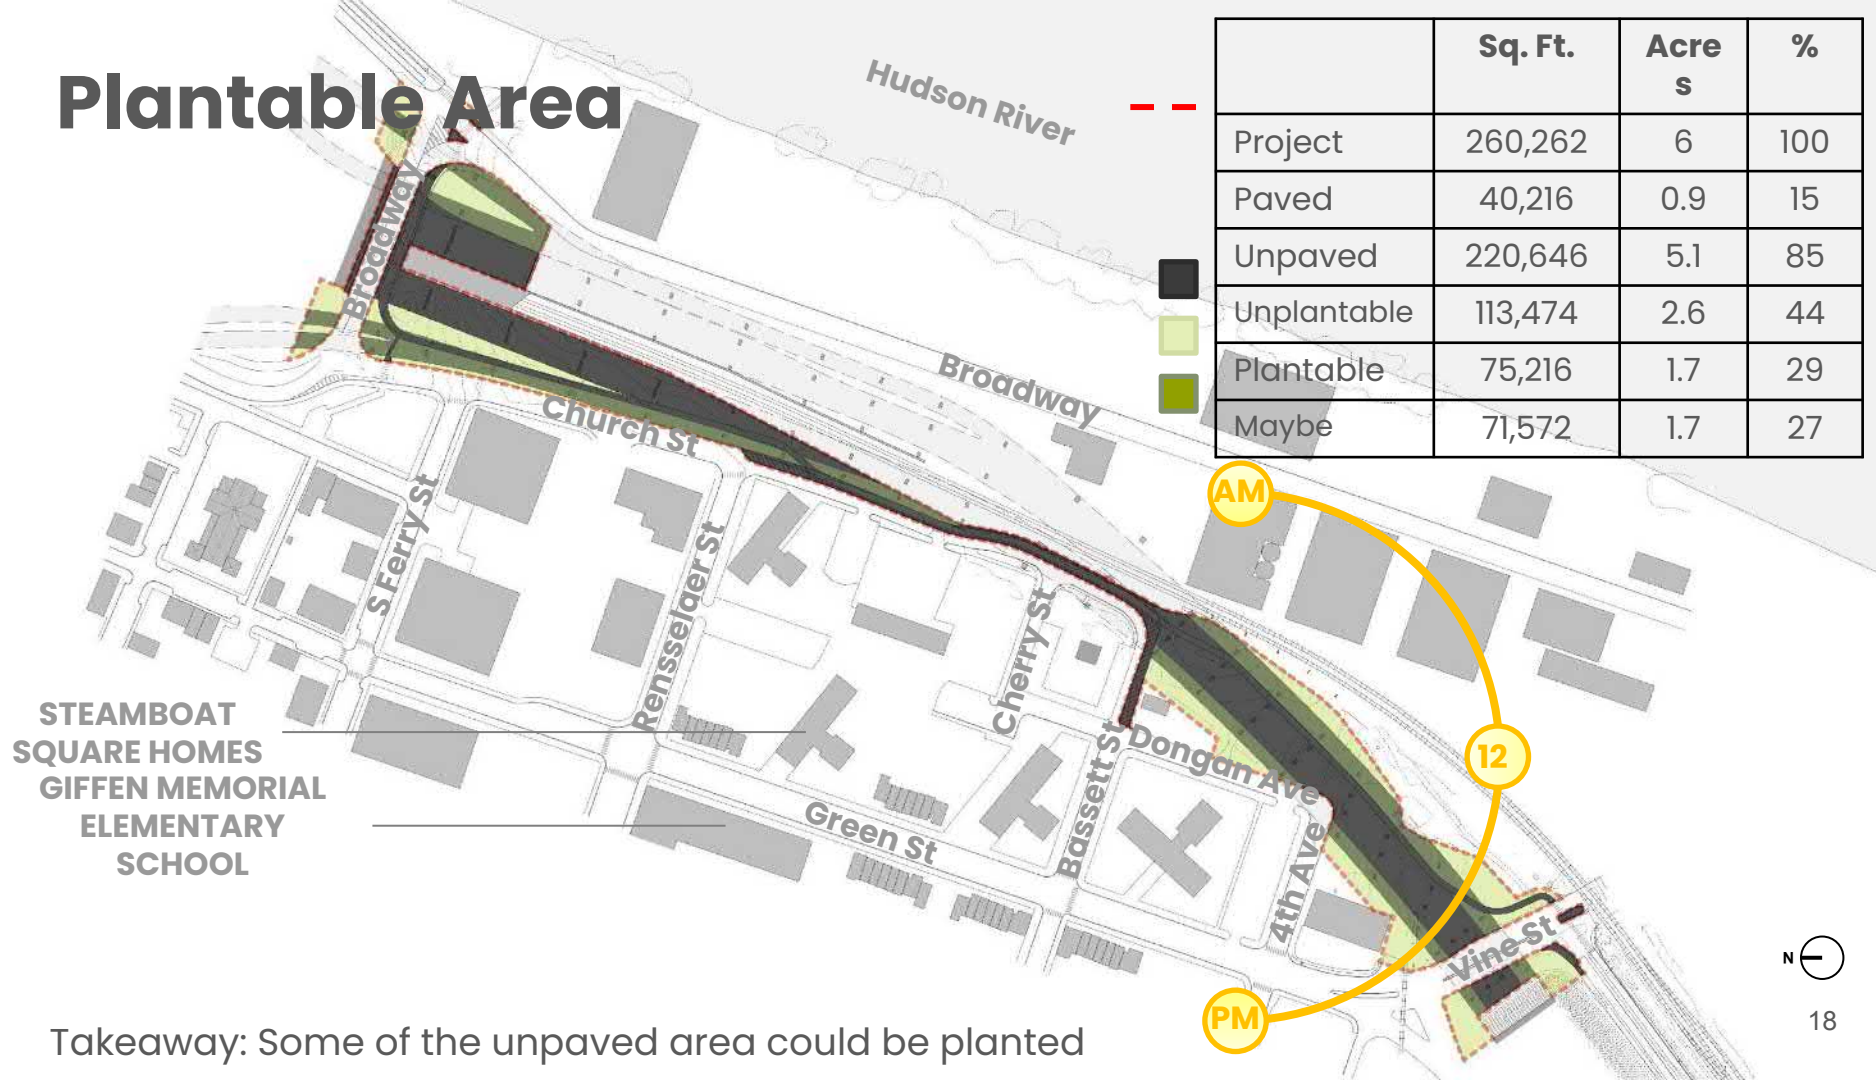 Plantable Area
Hudson River
Sq. Ft. Acre s %
Project 260,262 6 100
Paved 40,216 0.9 15
Unpaved 220,646 5.1 85
Unplantable 113,474 2.6 44
Plantable 75,216 1.7 29
Maybe 71,572 1.7 27
Broadway
Broadway
Church St
S Ferry St
Rensselaer St
Cherry St
Bassett St
Dongan Ave
4th Ave
Green St
Vine St
AM
12
PM
STEAMBOAT
SQUARE HOMES
GIFFEN MEMORIAL
ELEMENTARY
SCHOOL
N
18
Takeaway: Some of the unpaved area could be planted